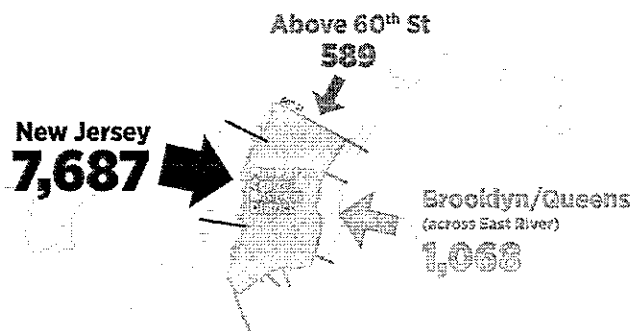 Above 60th St
589
New Jersey
7,687
Brooklyn/Queens
(across East River)
1,068